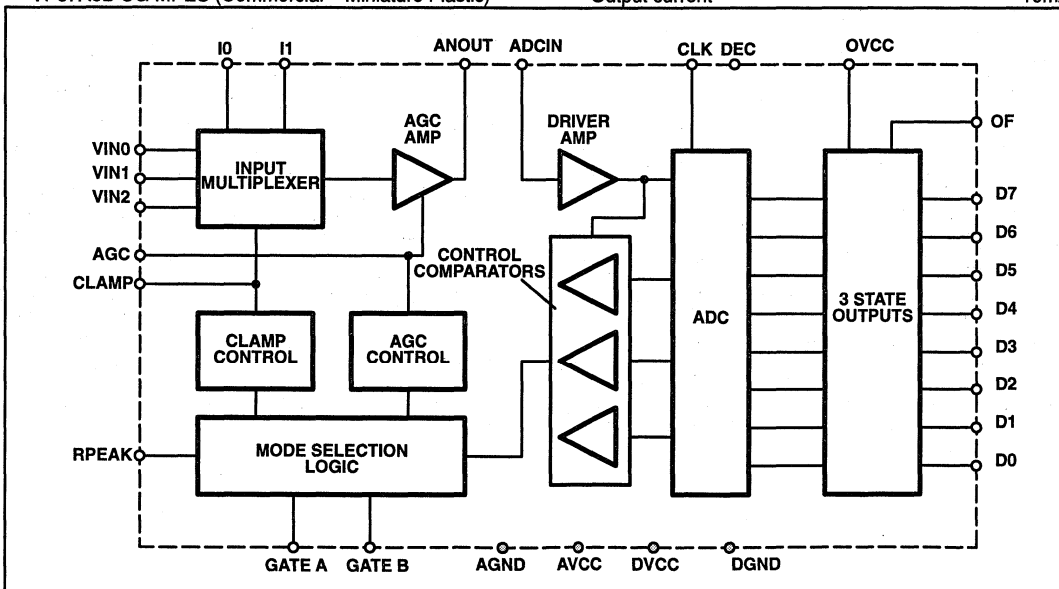 Output current
I0 I1 ANOUT ADCIN CLK DEC OVCC
AGC
AMP
DRIVER
AMP
OF
VIN0
VIN1
VIN2
INPUT
MULTIPLEXER
D7
D6
AGC
CLAMP
CONTROL
COMPARATORS
D5
D4
ADC
3 STATE
OUTPUTS
CLAMP
CONTROL
AGC
CONTROL
D3
D2
D1
RPEAK
MODE SELECTION
LOGIC
D0
GATE A GATE B AGND AVCC DVCC DGND